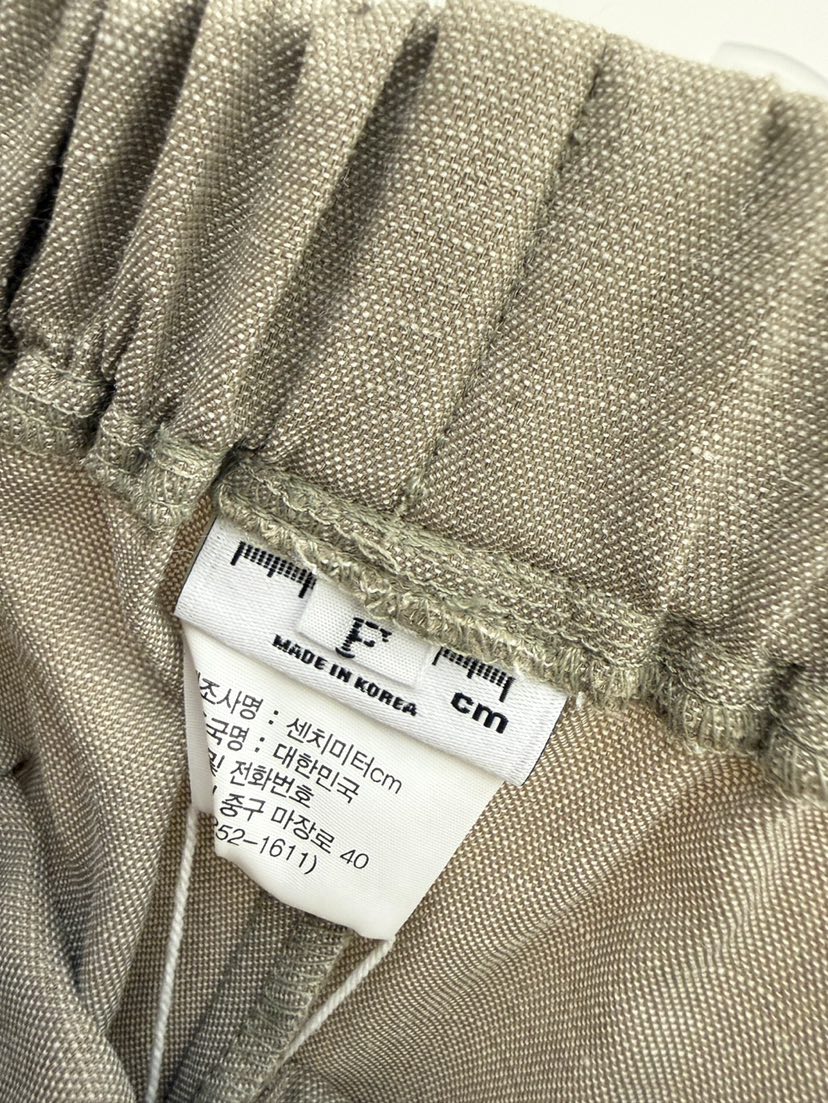 F
MADE IN KOREA
cm
조사명 : 센치미터cm
국명 : 대한민국
및 전화번호
중구 마장로 40
252-1611)